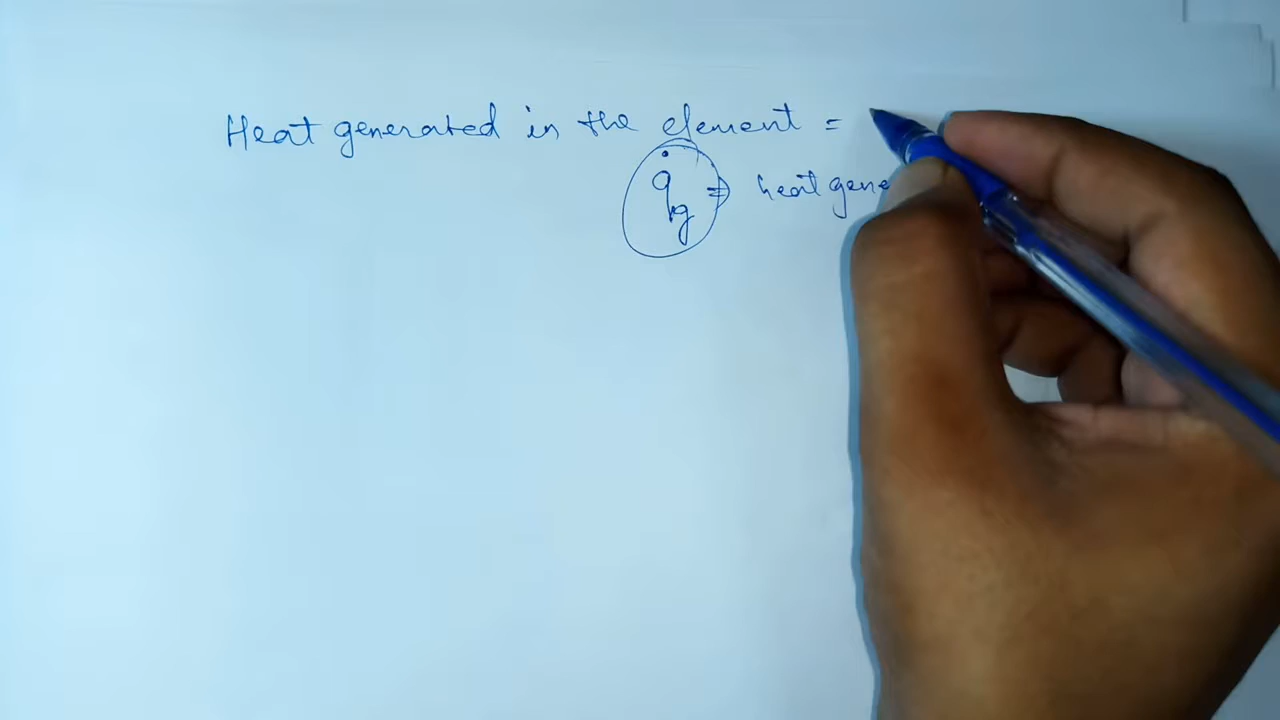 Heat generated in the element =
q̇g ⇒ heat gene